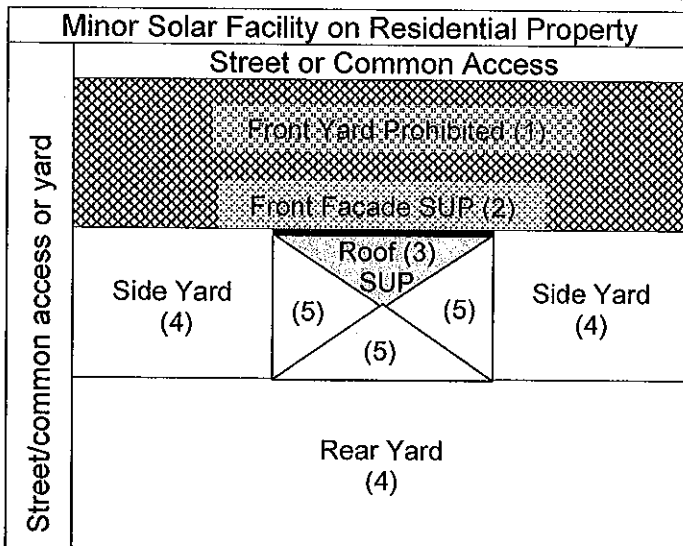 Minor Solar Facility on Residential Property
Street or Common Access
Street/common access or yard
Front Yard Prohibited (1)
Front Facade SUP (2)
Roof (3)
SUP
Side Yard
(4)
(5)
(5)
(5)
Side Yard
(4)
Rear Yard
(4)